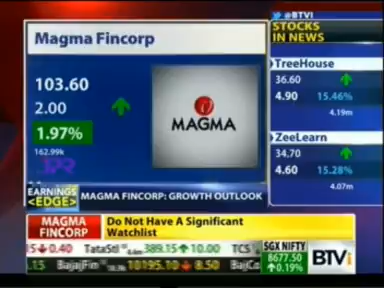 @BTVI
Magma Fincorp
STOCKS
IN NEWS
103.60
2.00
1.97%
162.99k
MAGMA
TreeHouse
36.60
4.90 15.46%
4.19m
ZeeLearn
34.70
4.60 15.28%
4.07m
EARNINGS
<EDGE>
MAGMA FINCORP: GROWTH OUTLOOK
MAGMA
FINCORP
Do Not Have A Significant
Watchlist
0.40 TataStl 389.15 10.00 TCS
.15 BajajFin 10195.10 8.50 BajCo
SGX NIFTY
8677.50
0.19%
BTVi